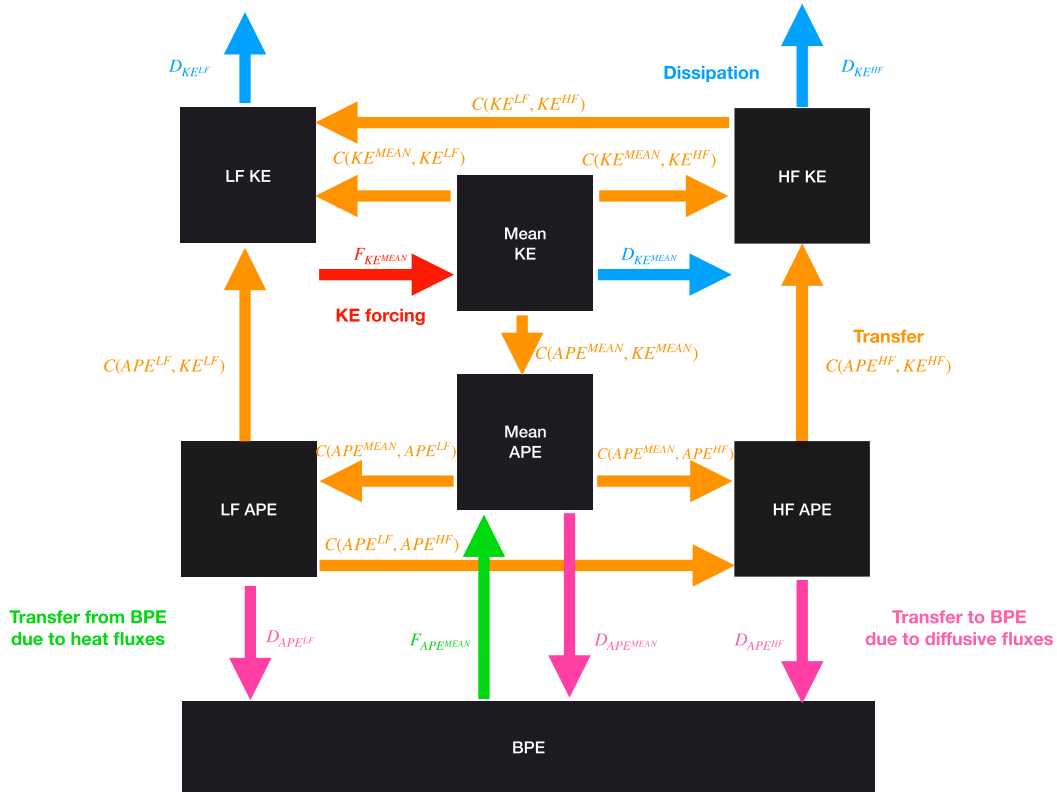 D_{KE^{LF}}
Dissipation
D_{KE^{HF}}
C(KE^{LF}, KE^{HF})
LF KE
C(KE^{MEAN}, KE^{LF})
C(KE^{MEAN}, KE^{HF})
HF KE
Mean
KE
F_{KE^{MEAN}}
D_{KE^{MEAN}}
KE forcing
C(APE^{LF}, KE^{LF})
C(APE^{MEAN}, KE^{MEAN})
Transfer
C(APE^{HF}, KE^{HF})
Mean
APE
C(APE^{MEAN}, APE^{LF})
C(APE^{MEAN}, APE^{HF})
LF APE
HF APE
C(APE^{LF}, APE^{HF})
Transfer from BPE
due to heat fluxes
D_{APE^{LF}}
F_{APE^{MEAN}}
D_{APE^{MEAN}}
D_{APE^{HF}}
Transfer to BPE
due to diffusive fluxes
BPE